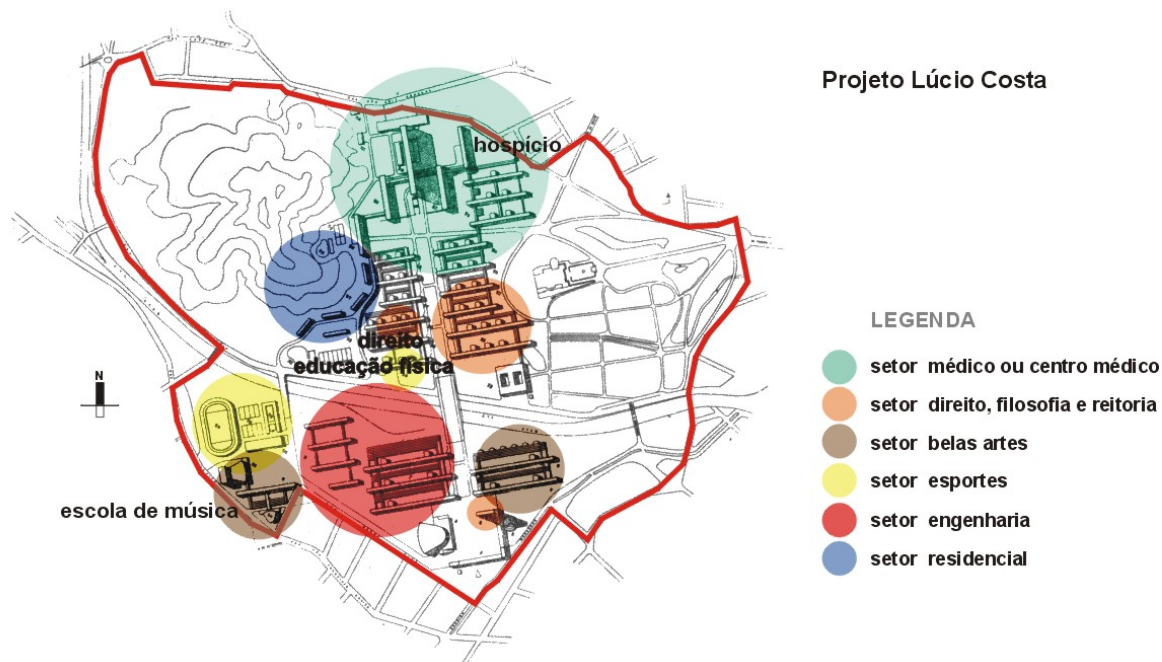 Projeto Lúcio Costa
hospício
direito
educação física
N
escola de música
LEGENDA
setor médico ou centro médico
setor direito, filosofia e reitoria
setor belas artes
setor esportes
setor engenharia
setor residencial